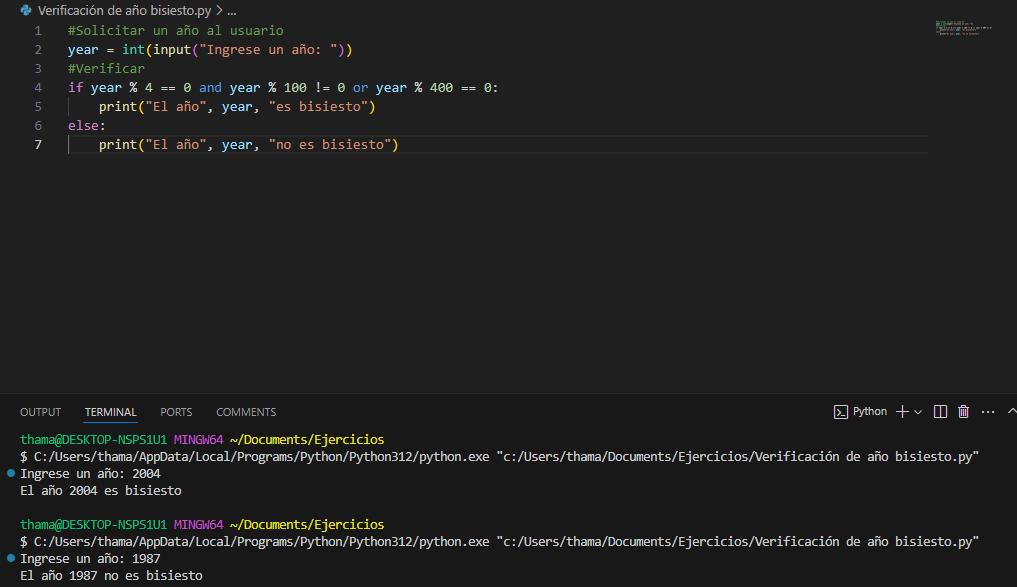 Verificación de año bisiesto.py > ...
1 #Solicitar un año al usuario
2 year = int(input("Ingrese un año: "))
3 #Verificar
4 if year % 4 == 0 and year % 100 != 0 or year % 400 == 0:
5     print("El año", year, "es bisiesto")
6 else:
7     print("El año", year, "no es bisiesto")
OUTPUT TERMINAL PORTS COMMENTS Python
thama@DESKTOP-NSPS1U1 MINGW64 ~/Documents/Ejercicios
$ C:/Users/thama/AppData/Local/Programs/Python/Python312/python.exe "c:/Users/thama/Documents/Ejercicios/Verificación de año bisiesto.py"
Ingrese un año: 2004
El año 2004 es bisiesto
thama@DESKTOP-NSPS1U1 MINGW64 ~/Documents/Ejercicios
$ C:/Users/thama/AppData/Local/Programs/Python/Python312/python.exe "c:/Users/thama/Documents/Ejercicios/Verificación de año bisiesto.py"
Ingrese un año: 1987
El año 1987 no es bisiesto